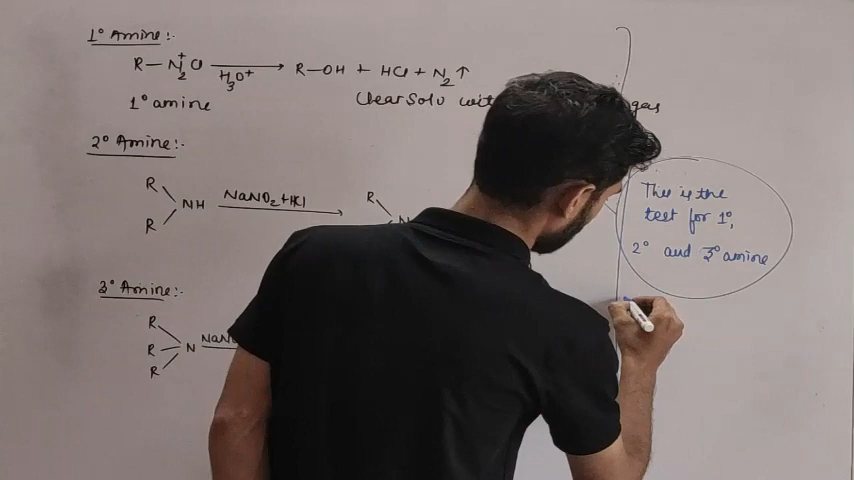 1° Amine:-
R—N₂⁺Cl →
H₃O⁺
R—OH + HCl + N₂↑
1° amine
Clear Solu wit
gas
2° Amine:-
R
R
NH
NaNO₂+HCl
R
N
This is the
test for 1°,
2° and 3° amine
3° Amine:-
R
R
R
N
NaNO